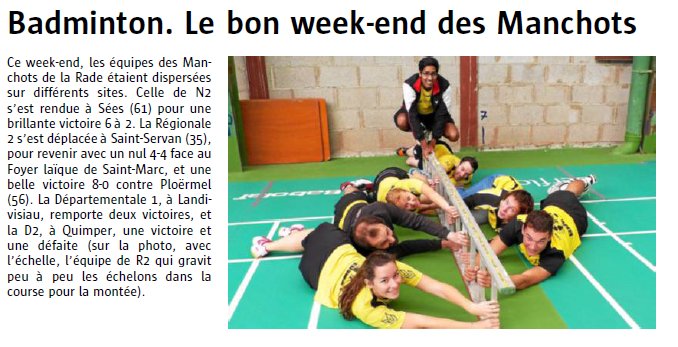 Badminton. Le bon week-end des Manchots
Ce week-end, les équipes des Man-
chots de la Rade étaient dispersées
sur différents sites. Celle de N2
s'est rendue à Sées (61) pour une
brillante victoire 6 à 2. La Régionale
2 s'est déplacée à Saint-Servan (35),
pour revenir avec un nul 4-4 face au
Foyer laïque de Saint-Marc, et une
belle victoire 8-0 contre Ploërmel
(56). La Départementale 1, à Landi-
visiau, remporte deux victoires, et
la D2, à Quimper, une victoire et
une défaite (sur la photo, avec
l'échelle, l'équipe de R2 qui gravit
peu à peu les échelons dans la
course pour la montée).